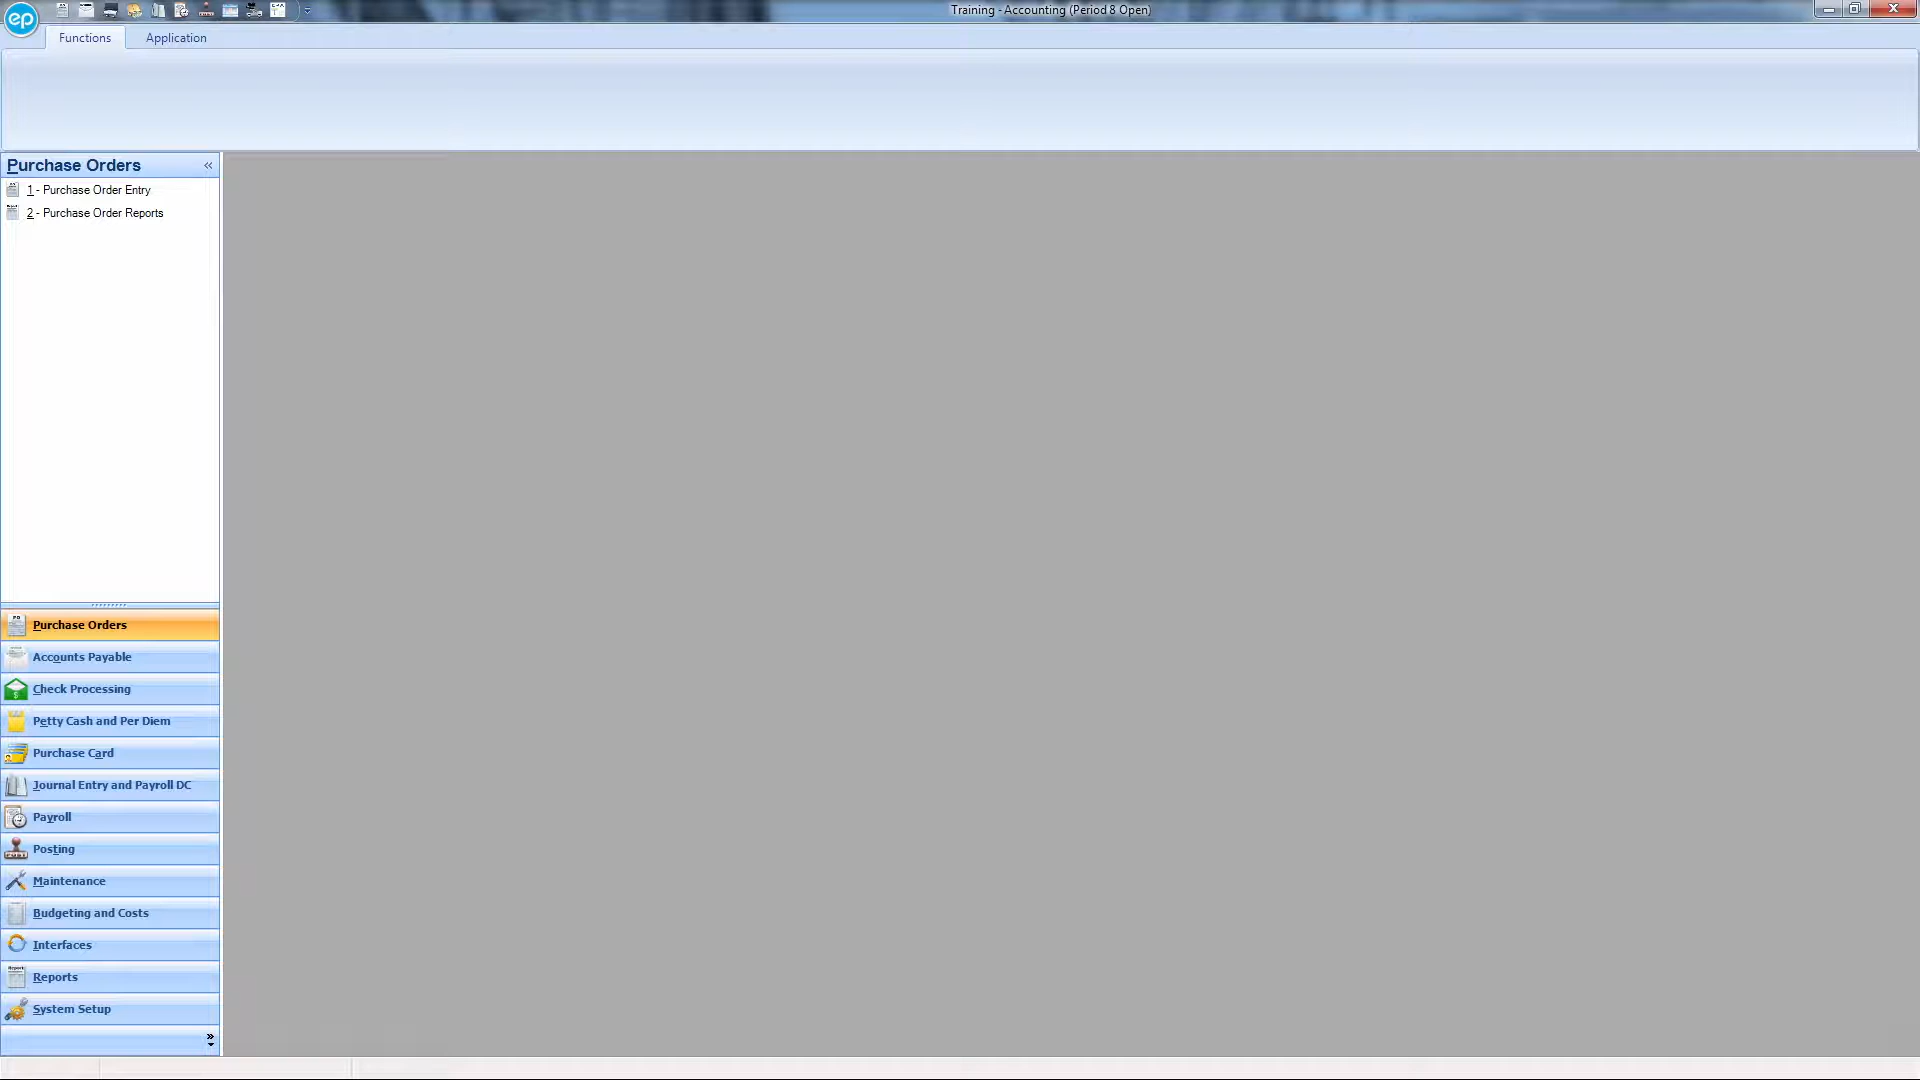 Training - Accounting (Period 8 Open)
ep
Functions
Application
Purchase Orders
1 - Purchase Order Entry
2 - Purchase Order Reports
Purchase Orders
Accounts Payable
Check Processing
Petty Cash and Per Diem
Purchase Card
Journal Entry and Payroll DC
Payroll
Posting
Maintenance
Budgeting and Costs
Interfaces
Reports
System Setup